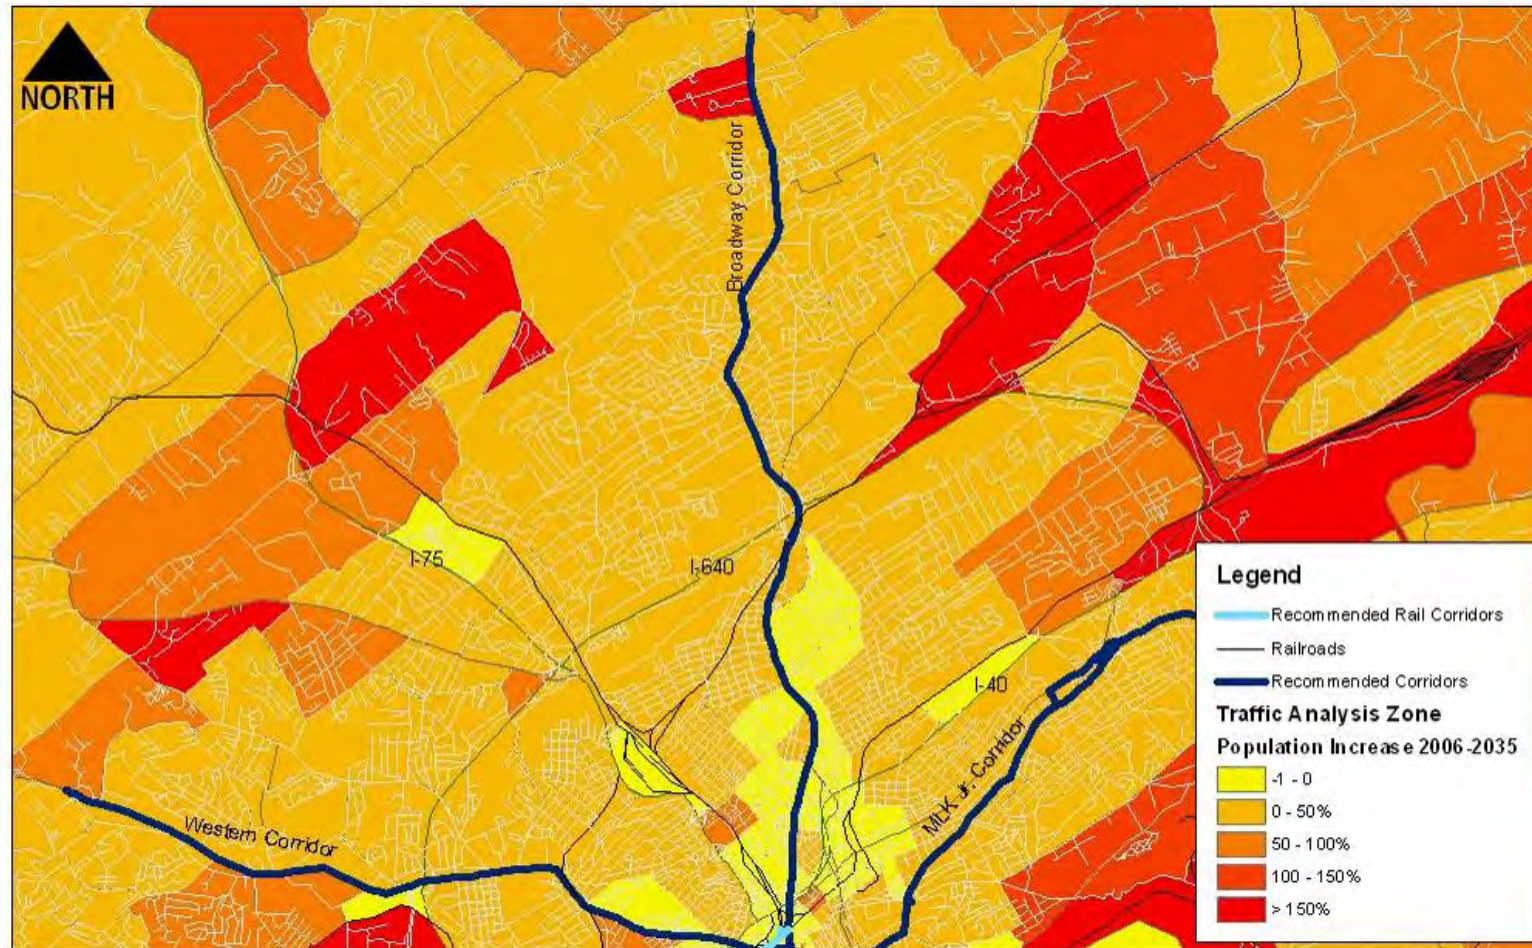 NORTH
Broadway Corridor
I-75
I-640
I-40
MLK Jr. Corridor
Western Corridor
Legend
Recommended Rail Corridors
Railroads
Recommended Corridors
Traffic Analysis Zone
Population Increase 2006-2035
-1 - 0
0 - 50%
50 - 100%
100 - 150%
> 150%